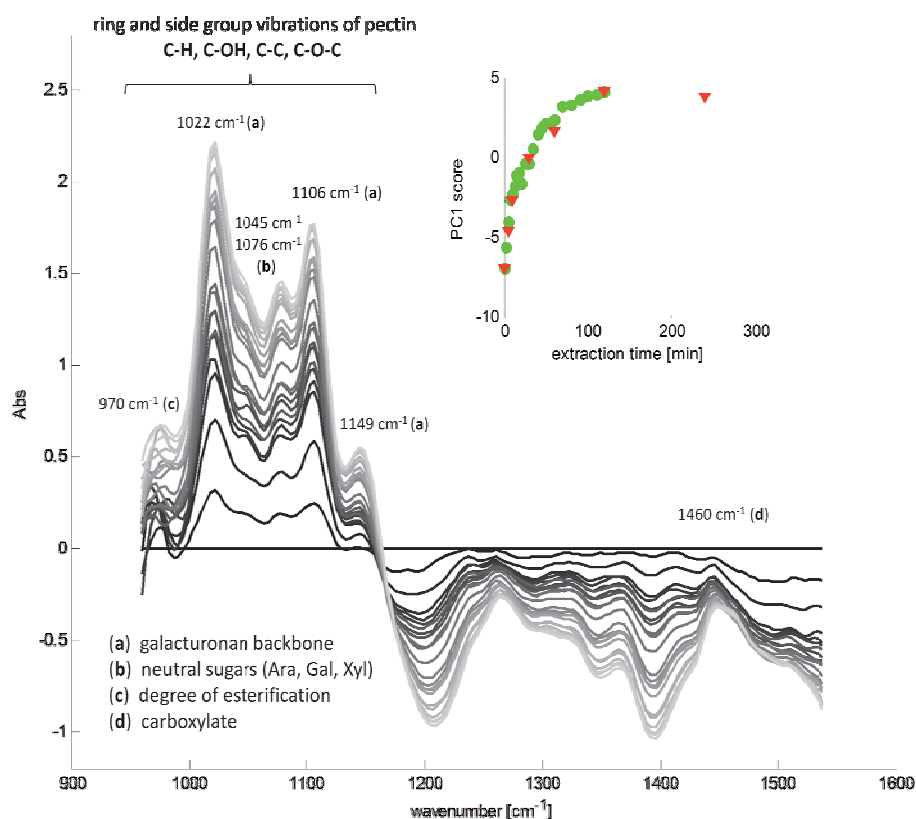 ring and side group vibrations of pectin
C-H, C-OH, C-C, C-O-C
1022 cm⁻¹ (a)
1106 cm⁻¹ (a)
1045 cm⁻¹
1076 cm⁻¹
(b)
970 cm⁻¹ (c)
1149 cm⁻¹ (a)
1460 cm⁻¹ (d)
(a) galacturonan backbone
(b) neutral sugars (Ara, Gal, Xyl)
(c) degree of esterification
(d) carboxylate
Abs
2.5
2
1.5
1
0.5
0
-0.5
-1
900
1000
1100
1200
1300
1400
1500
1600
wavenumber [cm⁻¹]
PC1 score
5
0
-5
-10
0
100
200
300
extraction time [min]